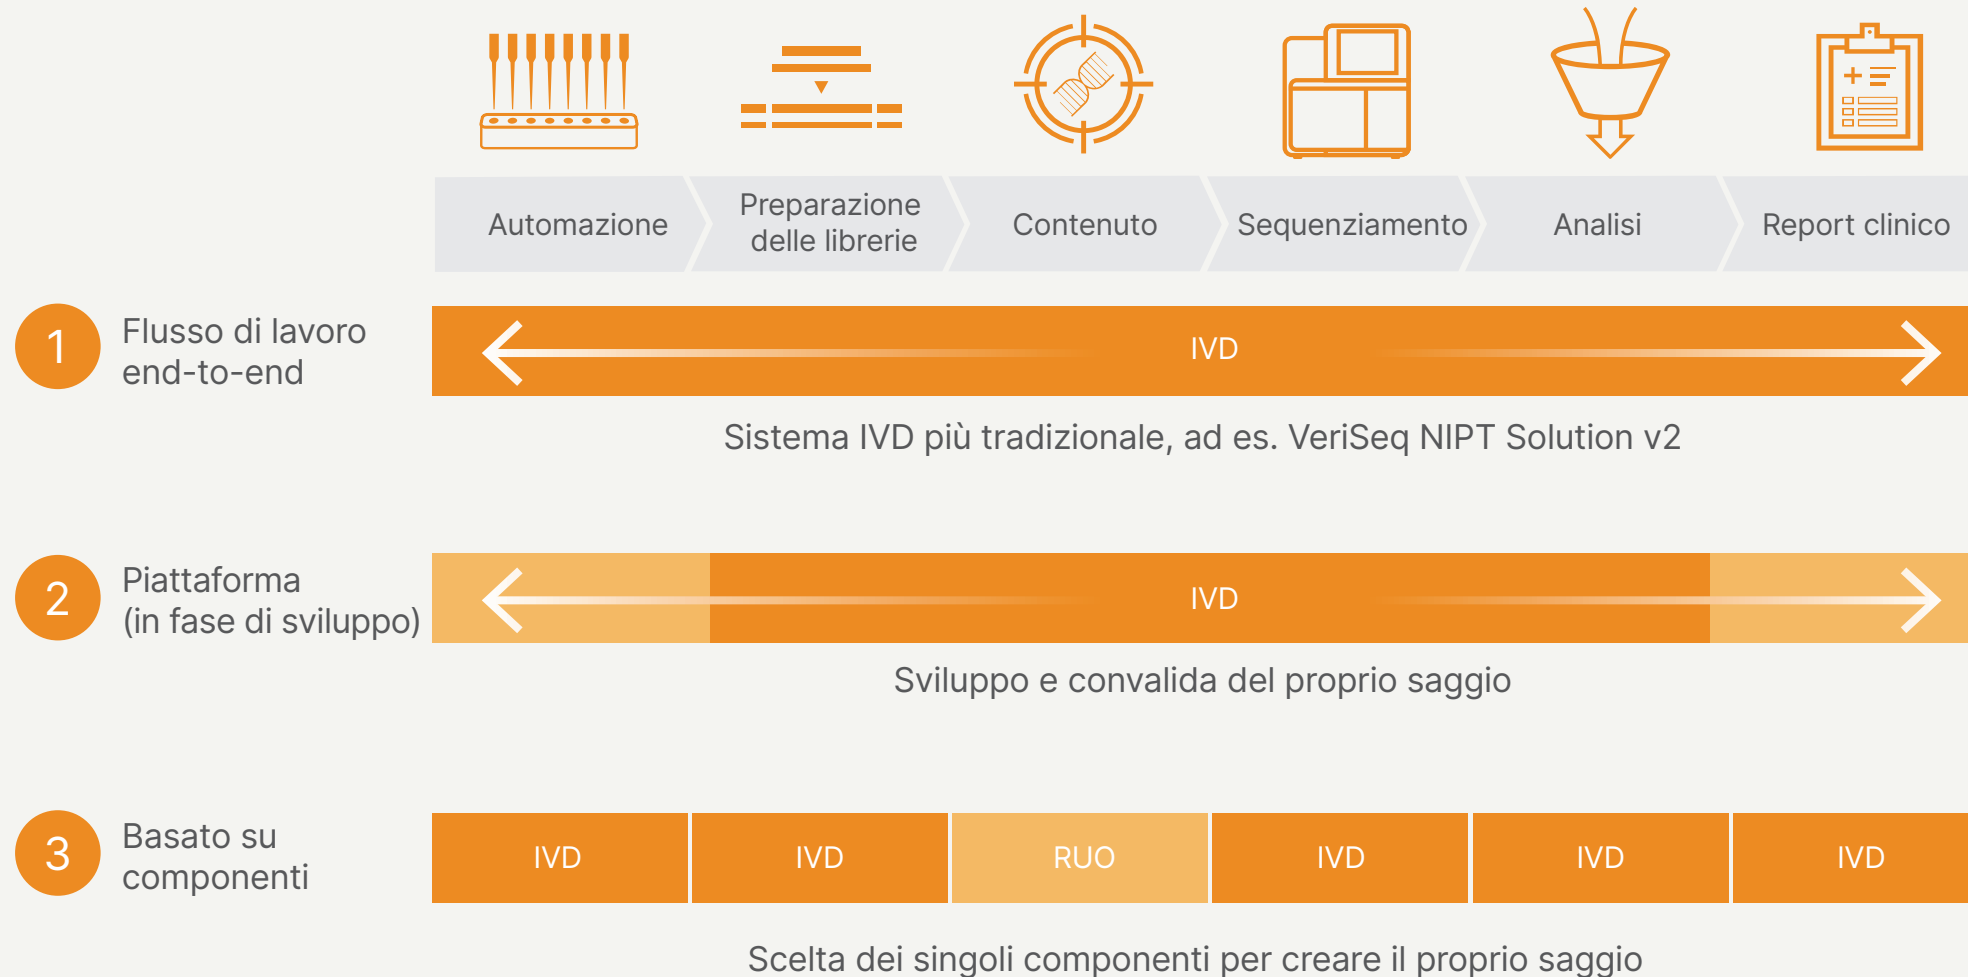 Automazione
Preparazione
delle librerie
Contenuto
Sequenziamento
Analisi
Report clinico
1
Flusso di lavoro
end-to-end
IVD
Sistema IVD più tradizionale, ad es. VeriSeq NIPT Solution v2
2
Piattaforma
(in fase di sviluppo)
IVD
Sviluppo e convalida del proprio saggio
3
Basato su
componenti
IVD
IVD
RUO
IVD
IVD
IVD
Scelta dei singoli componenti per creare il proprio saggio